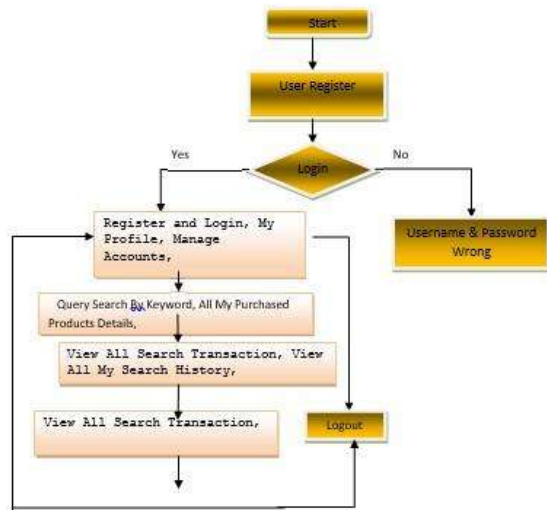 Start
User Register
Login
Yes
No
Register and Login, My
Profile, Manage
Accounts,
Username & Password
Wrong
Query Search By Keyword, All My Purchased
Products Details,
View All Search Transaction, View
All My Search History,
View All Search Transaction,
Logout